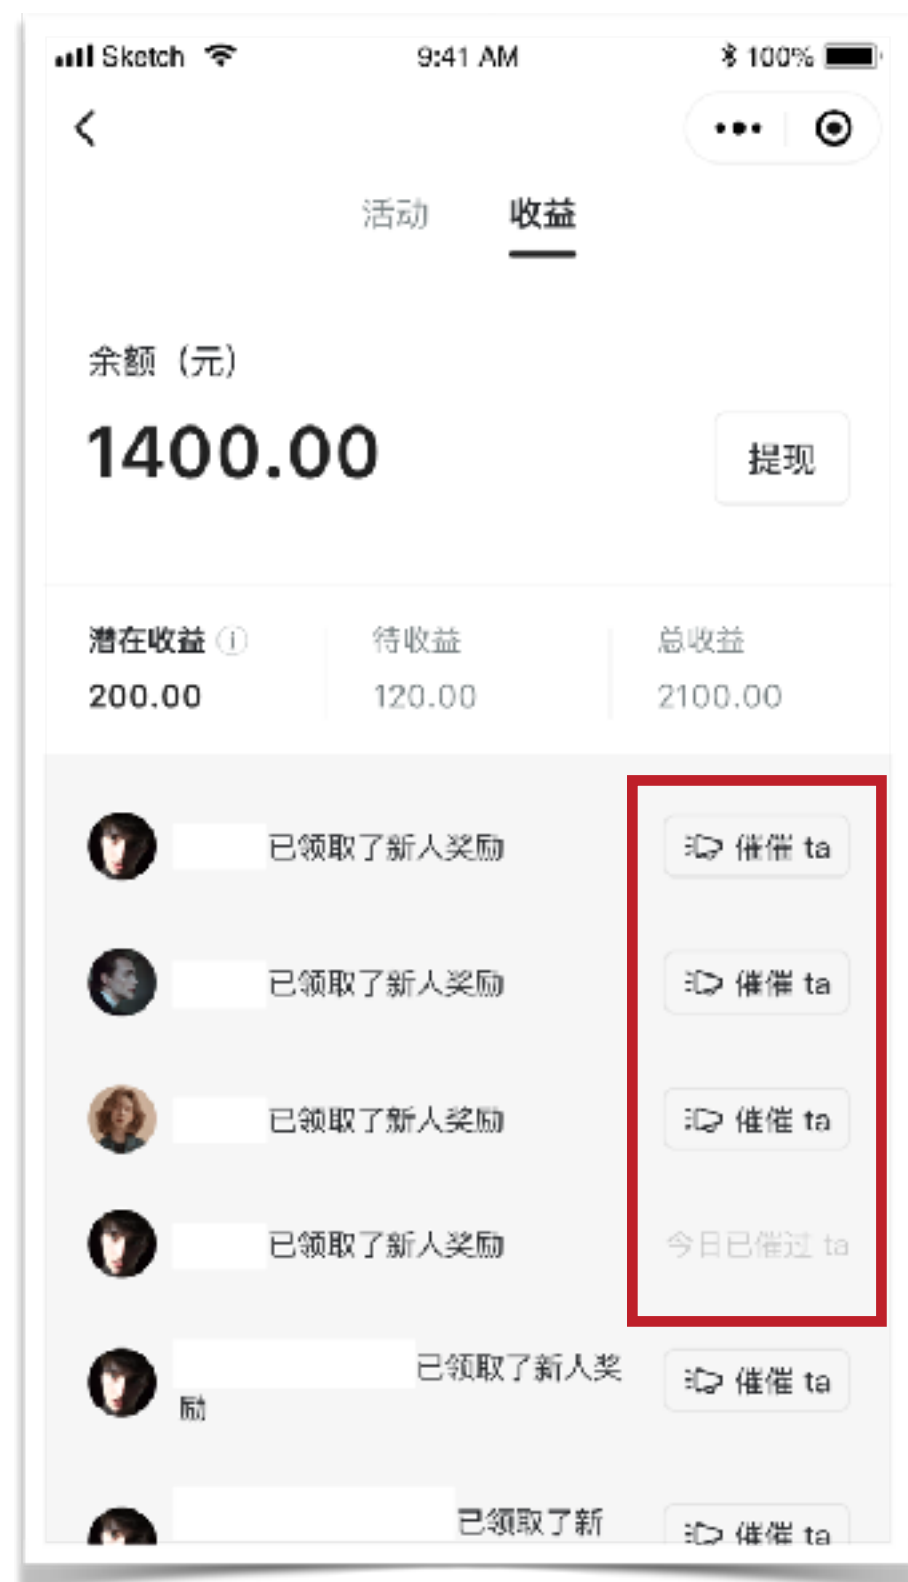 Sketch 9:41 AM 100%
活动 收益
余额（元）
1400.00 提现
潜在收益 待收益 总收益
200.00 120.00 2100.00
已领取了新人奖励 催催 ta
已领取了新人奖励 催催 ta
已领取了新人奖励 催催 ta
已领取了新人奖励 今日已催过 ta
已领取了新人奖 催催 ta
励
已领取了新 催催 ta